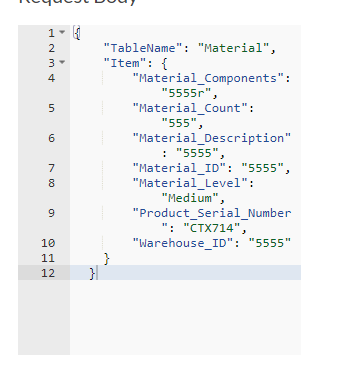 Request Body
1 {
2 "TableName": "Material",
3 "Item": {
4 "Material_Components":
"5555r",
5 "Material_Count":
"555",
6 "Material_Description"
: "5555",
7 "Material_ID": "5555",
8 "Material_Level":
"Medium",
9 "Product_Serial_Number
": "CTX714",
10 "Warehouse_ID": "5555"
11 }
12 }